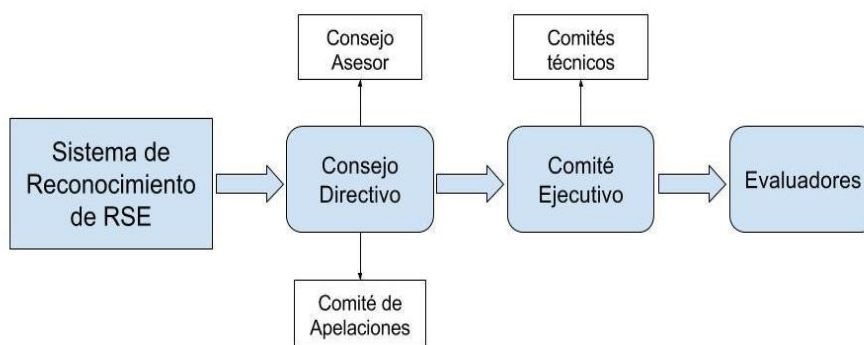 Consejo
Asesor
Comités
técnicos
Sistema de
Reconocimiento
de RSE
Consejo
Directivo
Comité
Ejecutivo
Evaluadores
Comité de
Apelaciones